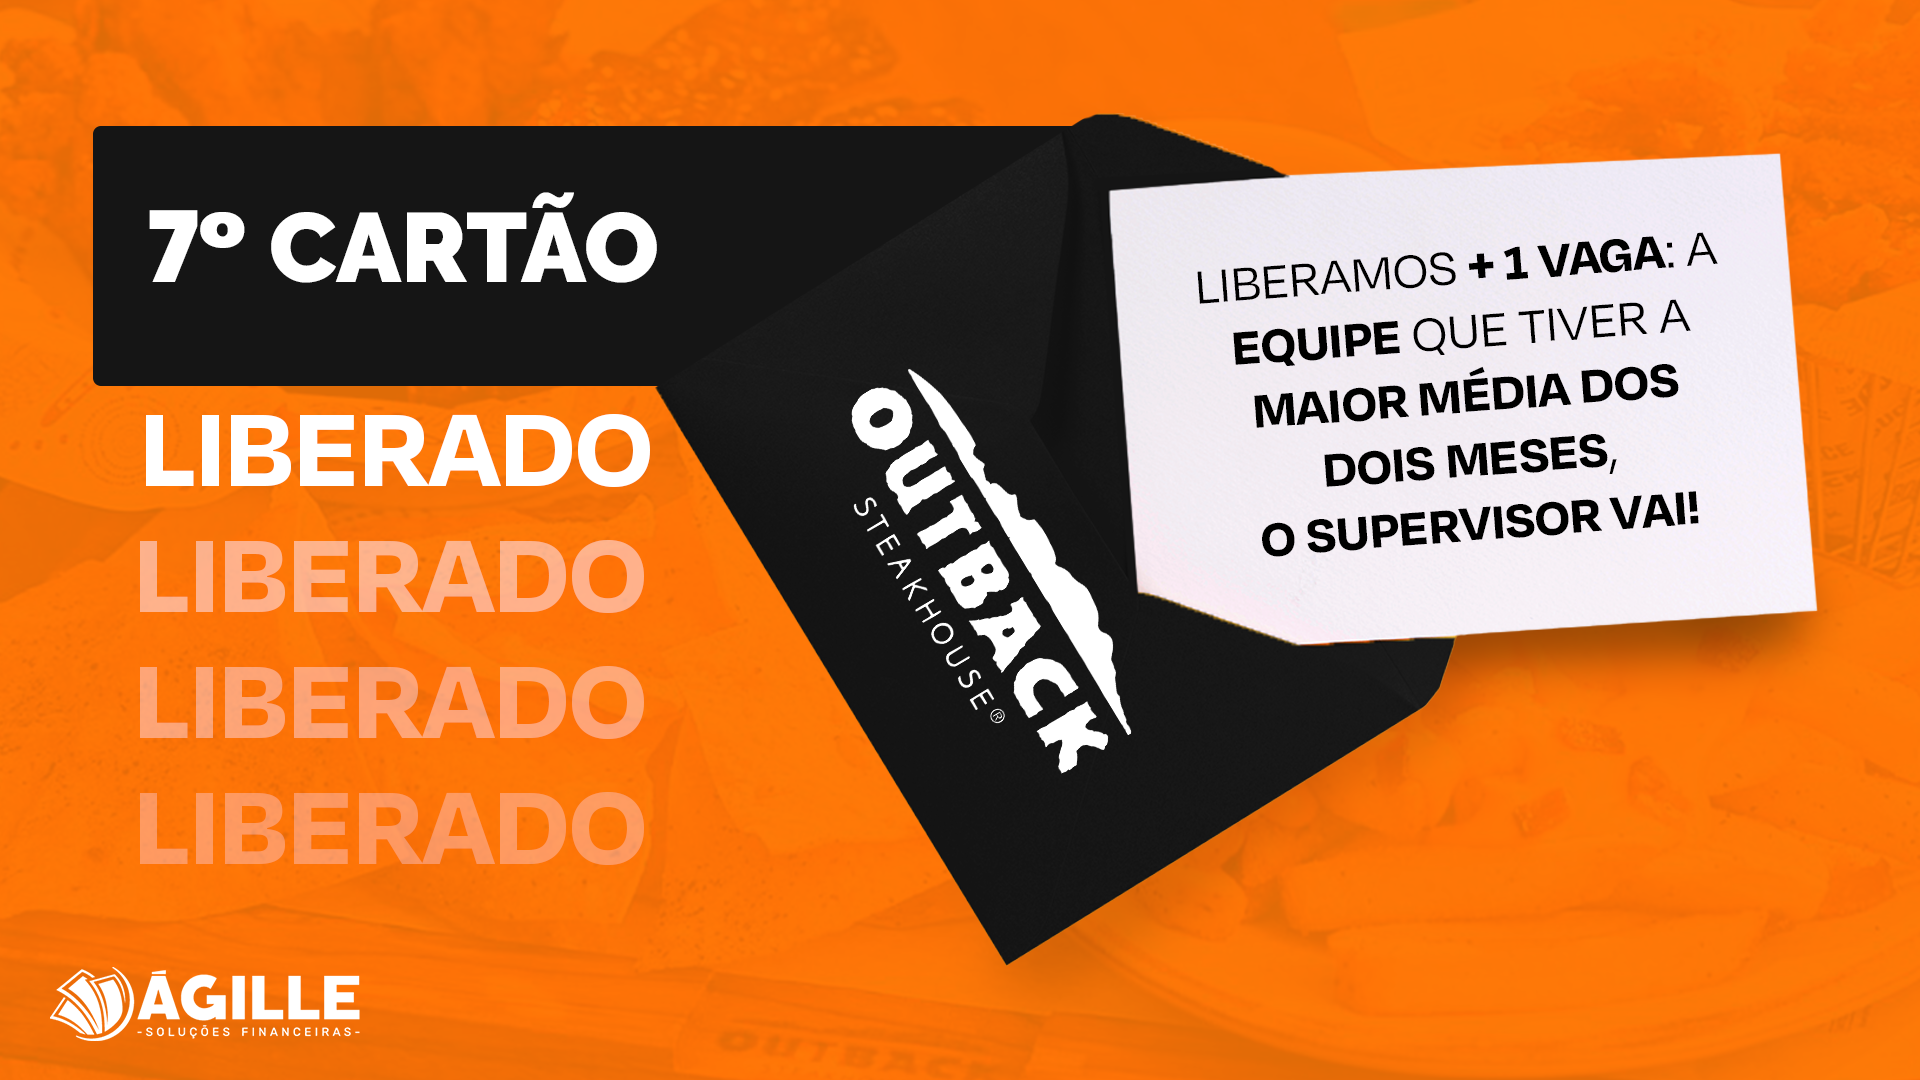 7º CARTÃO
LIBERADO
LIBERADO
LIBERADO
LIBERADO
OUTBACK
STEAKHOUSE®
LIBERAMOS + 1 VAGA: A
EQUIPE QUE TIVER A
MAIOR MÉDIA DOS
DOIS MESES,
O SUPERVISOR VAI!
ÁGILLE
-SOLUÇÕES FINANCEIRAS-
OUTBACK